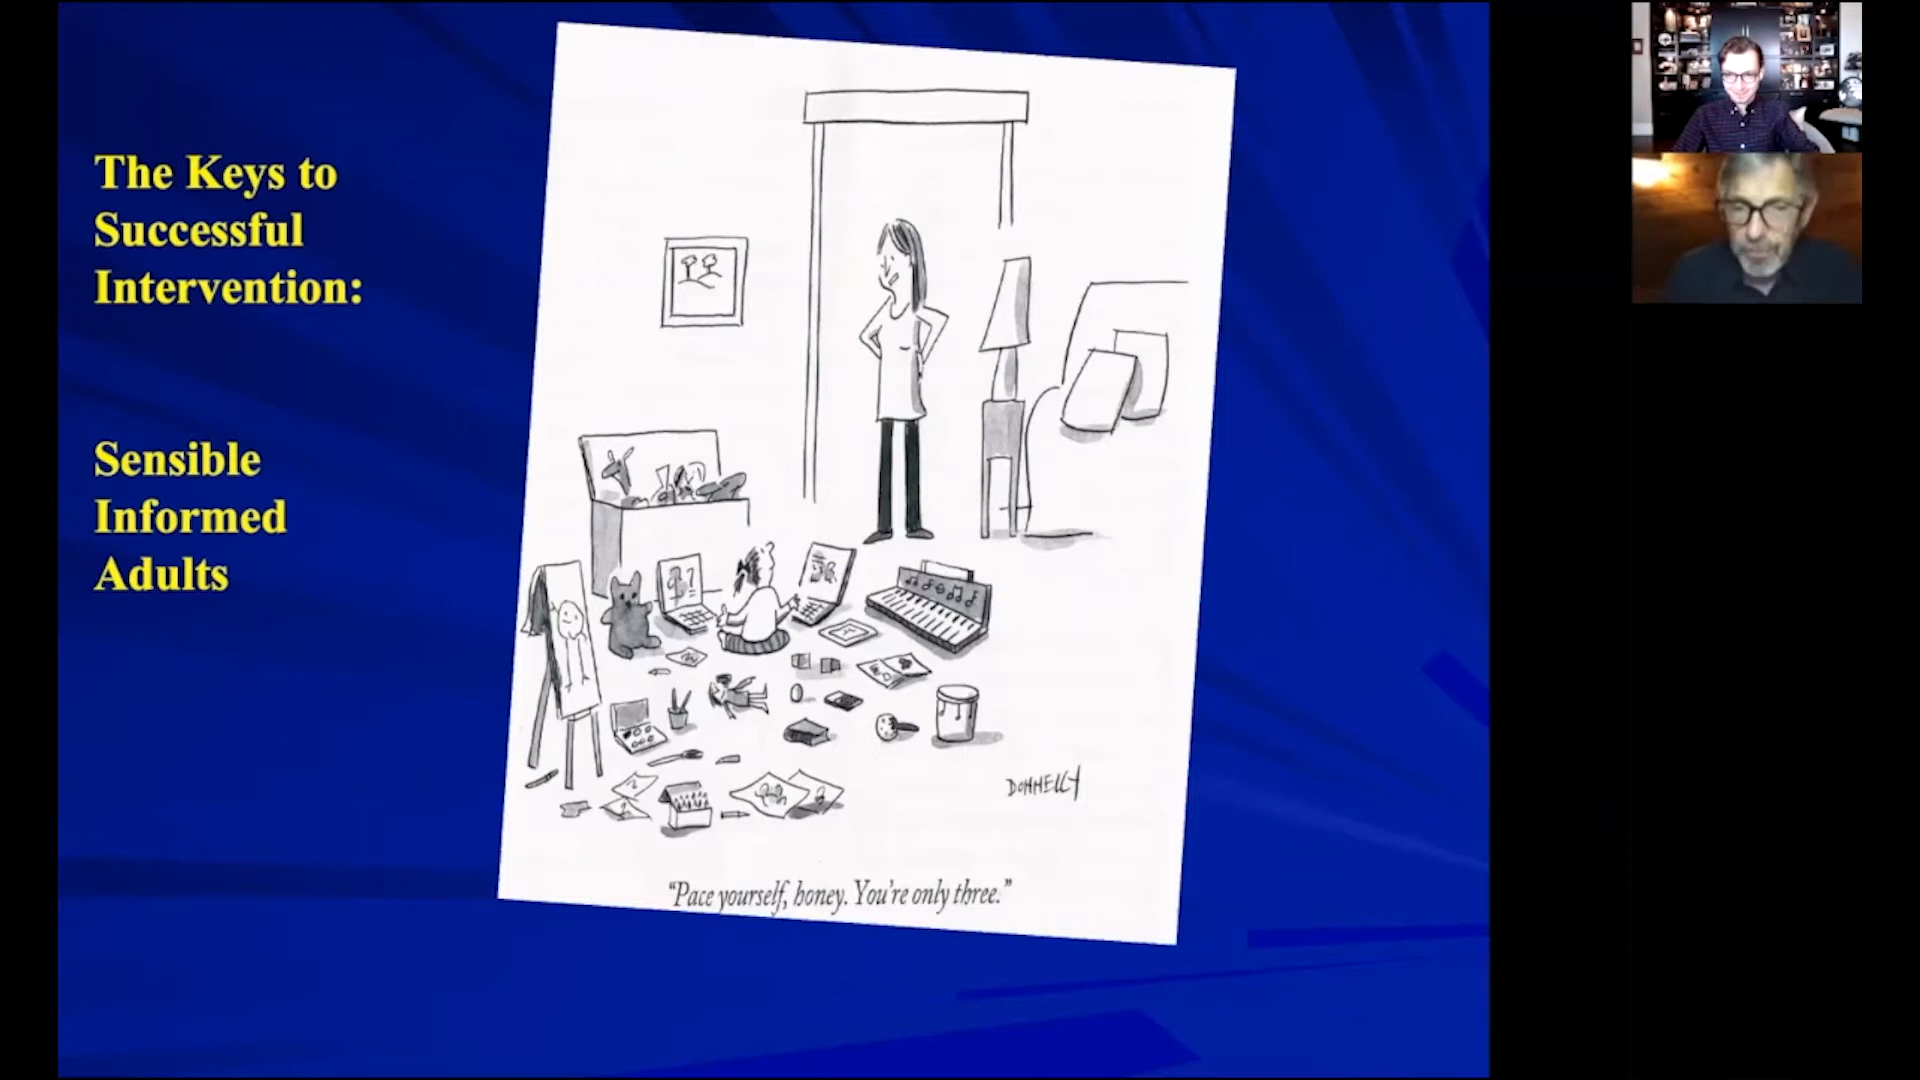 The Keys to
Successful
Intervention:
Sensible
Informed
Adults
DONNELLY
“Pace yourself, honey. You're only three.”